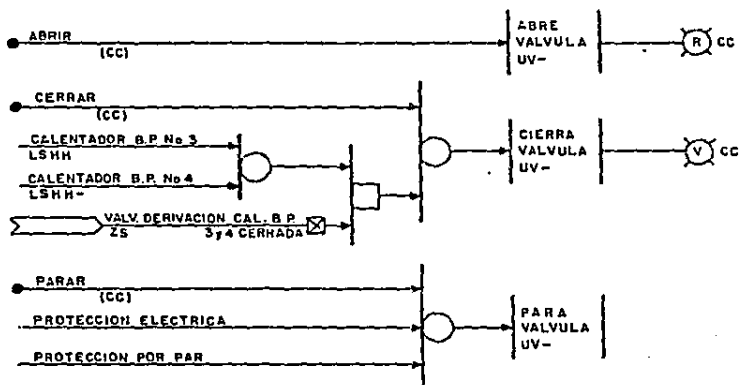 ABRIR
(CC)
ABRE
VALVULA
UV-
R
CC
CERRAR
(CC)
CALENTADOR B.P. No 3
LSHH
CALENTADOR B.P. No 4
LSHH-
VALV. DERIVACION CAL. B P.
ZS
3 y 4 CERRADA
CIERRA
VALVULA
UV-
V
CC
PARAR
(CC)
PROTECCION ELECTRICA
PROTECCION POR PAR
PARA
VALVULA
UV-